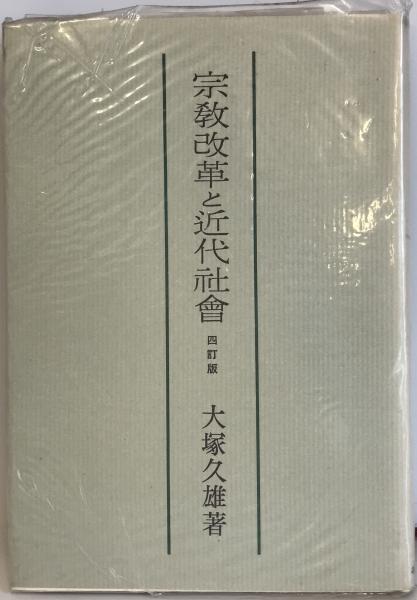 宗教改革と近代社會
四訂版
大塚久雄著